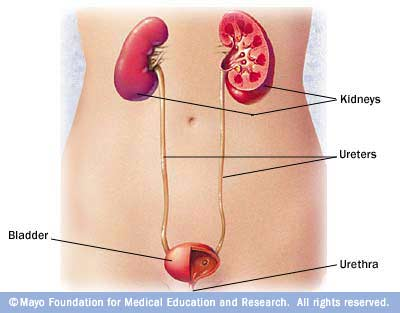 Kidneys
Ureters
Bladder
Urethra
©Mayo Foundation for Medical Education and Research.  All rights reserved.